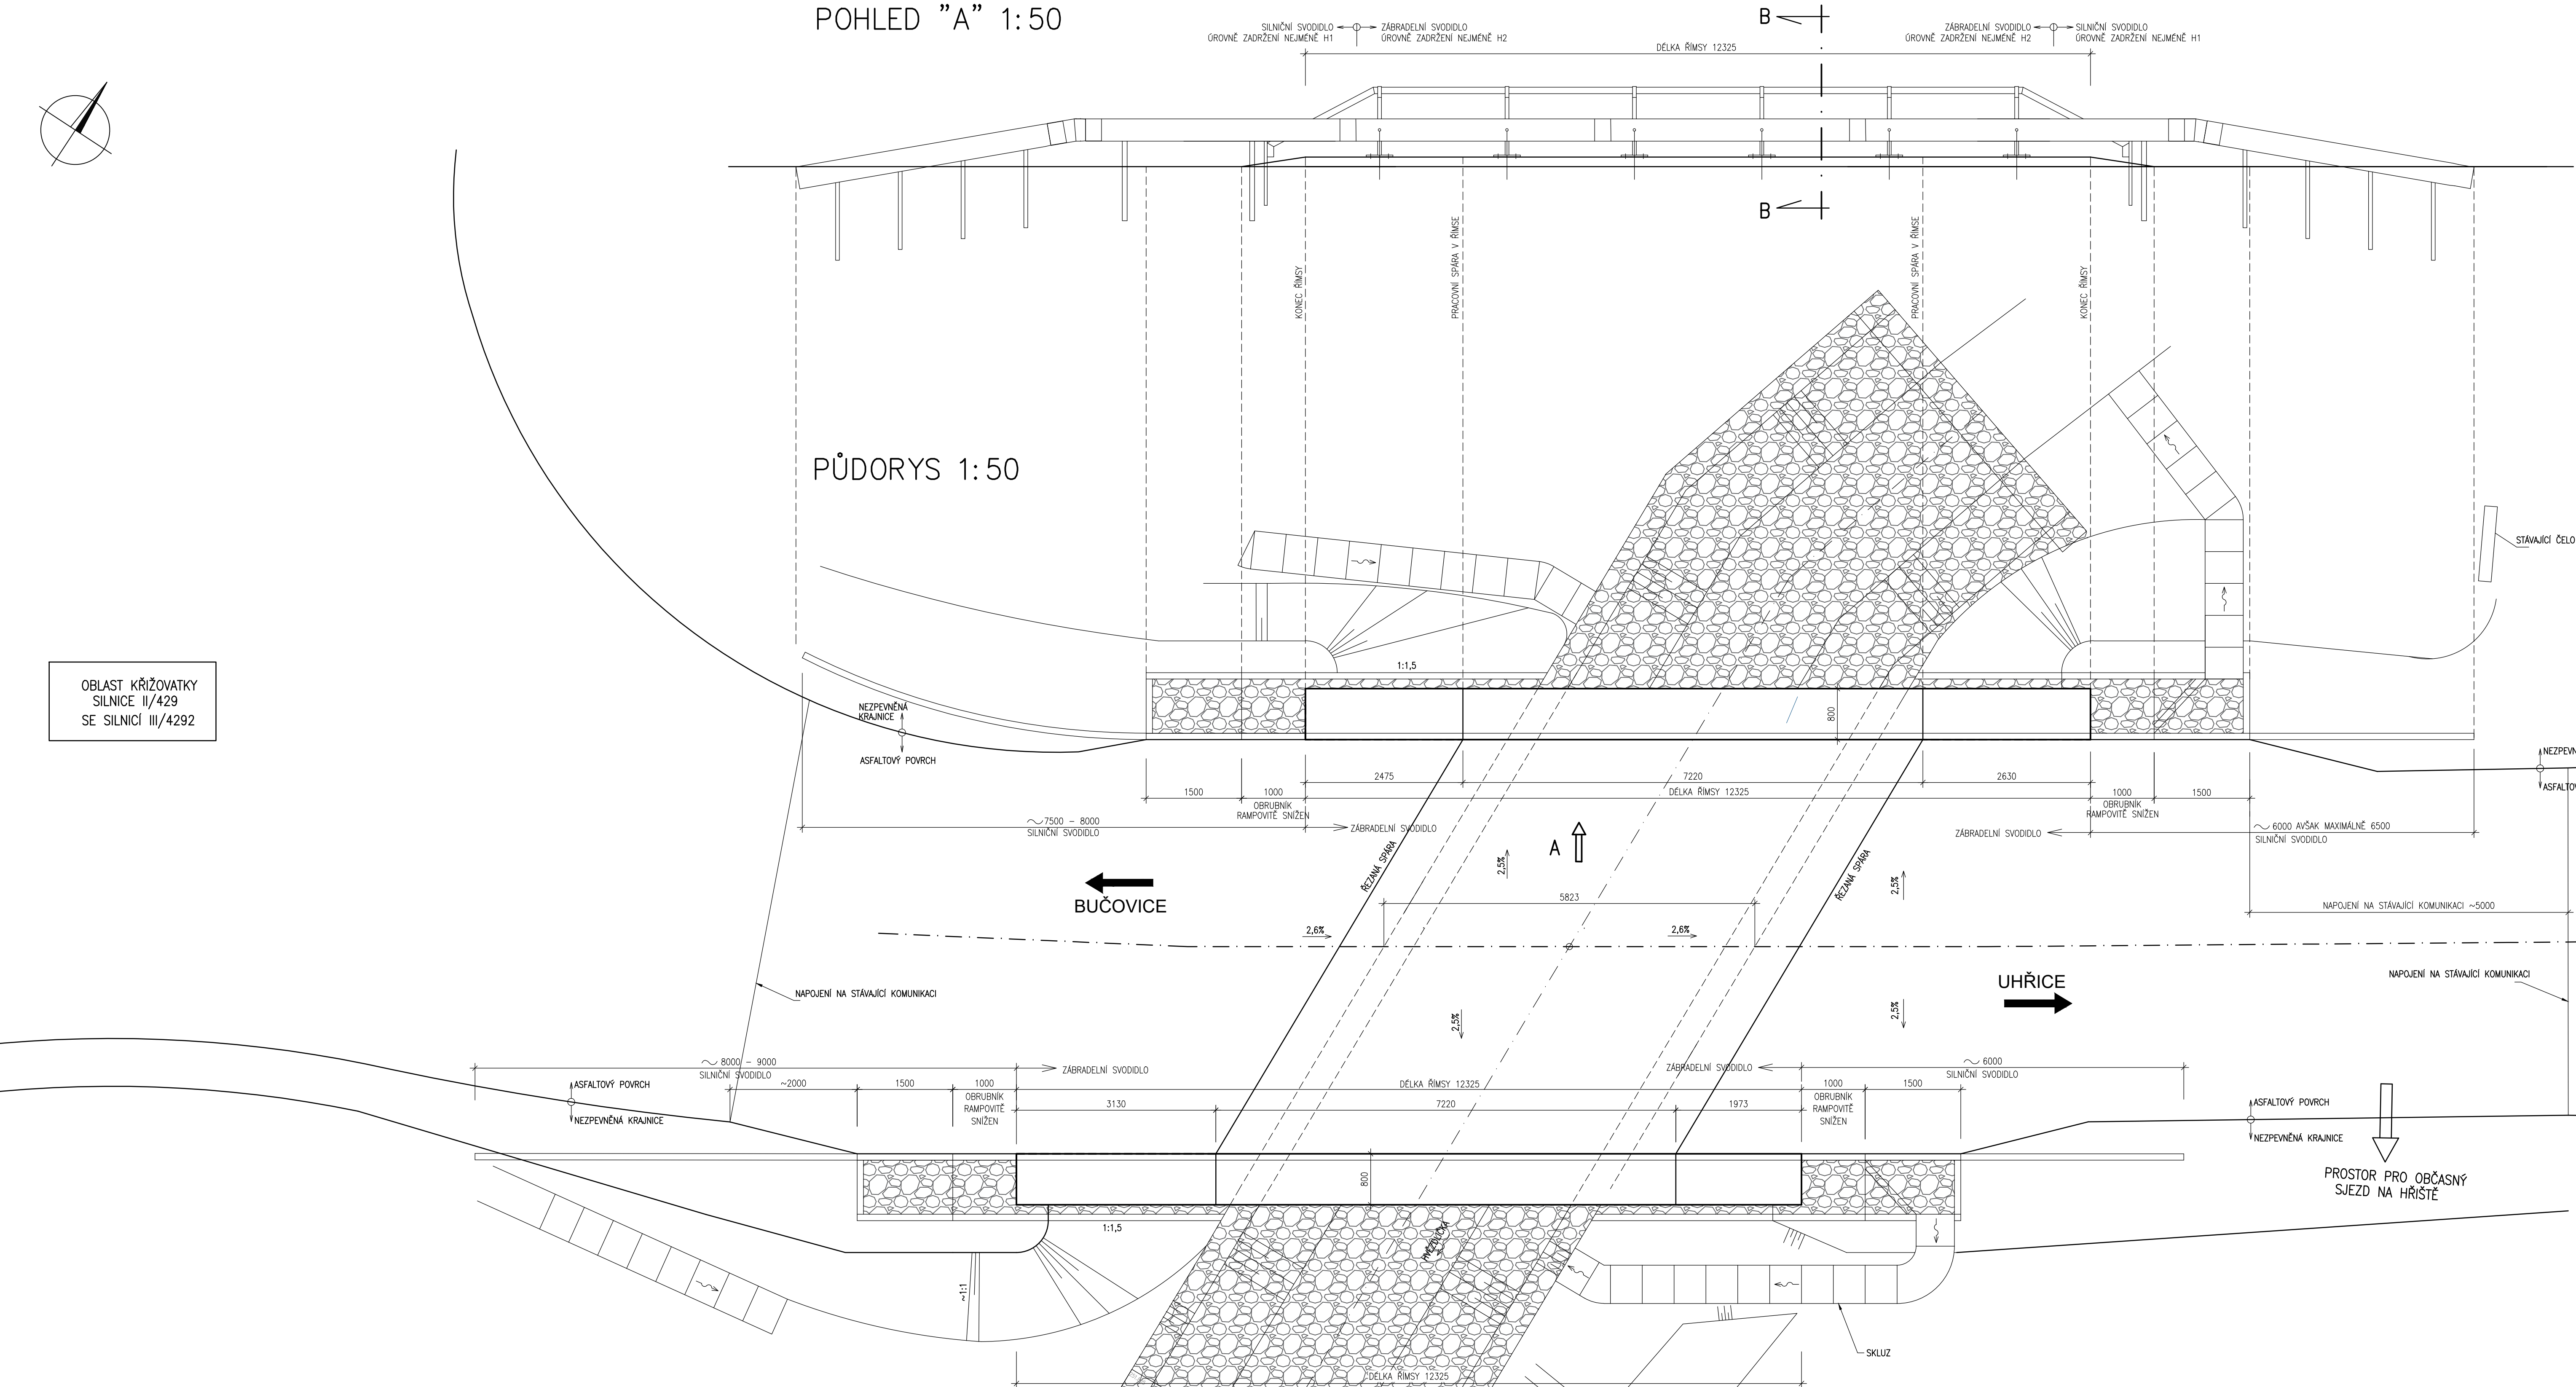 POHLED "A" 1:50
SILNIČNÍ SVODIDLO
ÚROVNĚ ZADRŽENÍ NEJMÉNĚ H1
ZÁBRADELNÍ SVODIDLO
ÚROVNĚ ZADRŽENÍ NEJMÉNĚ H2
DÉLKA ŘÍMSY 12325
B
ZÁBRADELNÍ SVODIDLO
ÚROVNĚ ZADRŽENÍ NEJMÉNĚ H2
SILNIČNÍ SVODIDLO
ÚROVNĚ ZADRŽENÍ NEJMÉNĚ H1
B
KONEC ŘÍMSY
PRACOVNÍ SPÁRA V ŘÍMSE
PRACOVNÍ SPÁRA V ŘÍMSE
KONEC ŘÍMSY
PŮDORYS 1:50
STÁVAJÍCÍ ČELO
OBLAST KŘIŽOVATKY
SILNICE II/429
SE SILNICÍ III/4292
1:1,5
NEZPEVNĚNÁ
KRAJNICE
ASFALTOVÝ POVRCH
800
NEZPEVN
ASFALTOV
2475
7220
2630
1500
1000
DÉLKA ŘÍMSY 12325
1000
1500
OBRUBNÍK
RAMPOVITĚ SNÍŽEN
OBRUBNÍK
RAMPOVITĚ SNÍŽEN
~7500 - 8000
SILNIČNÍ SVODIDLO
ZÁBRADELNÍ SVODIDLO
ZÁBRADELNÍ SVODIDLO
~6000 AVŠAK MAXIMÁLNĚ 6500
SILNIČNÍ SVODIDLO
ŘEZANÁ SPÁRA
2,5%
A
ŘEZANÁ SPÁRA
2,5%
BUČOVICE
5823
NAPOJENÍ NA STÁVAJÍCÍ KOMUNIKACI ~5000
2,6%
2,6%
NAPOJENÍ NA STÁVAJÍCÍ KOMUNIKACI
UHŘICE
NAPOJENÍ NA STÁVAJÍCÍ KOMUNIKACI
2,5%
2,5%
~8000 - 9000
SILNIČNÍ SVODIDLO
ZÁBRADELNÍ SVODIDLO
ZÁBRADELNÍ SVODIDLO
~6000
SILNIČNÍ SVODIDLO
ASFALTOVÝ POVRCH
NEZPEVNĚNÁ KRAJNICE
~2000
1500
1000
OBRUBNÍK
RAMPOVITĚ
SNÍŽEN
DÉLKA ŘÍMSY 12325
3130
7220
1973
1000
OBRUBNÍK
RAMPOVITĚ
SNÍŽEN
1500
ASFALTOVÝ POVRCH
NEZPEVNĚNÁ KRAJNICE
800
PROSTOR PRO OBČASNÝ
SJEZD NA HŘIŠTĚ
1:1,5
HVĚZDLIČKA
~1:1
SKLUZ
DÉLKA ŘÍMSY 12325